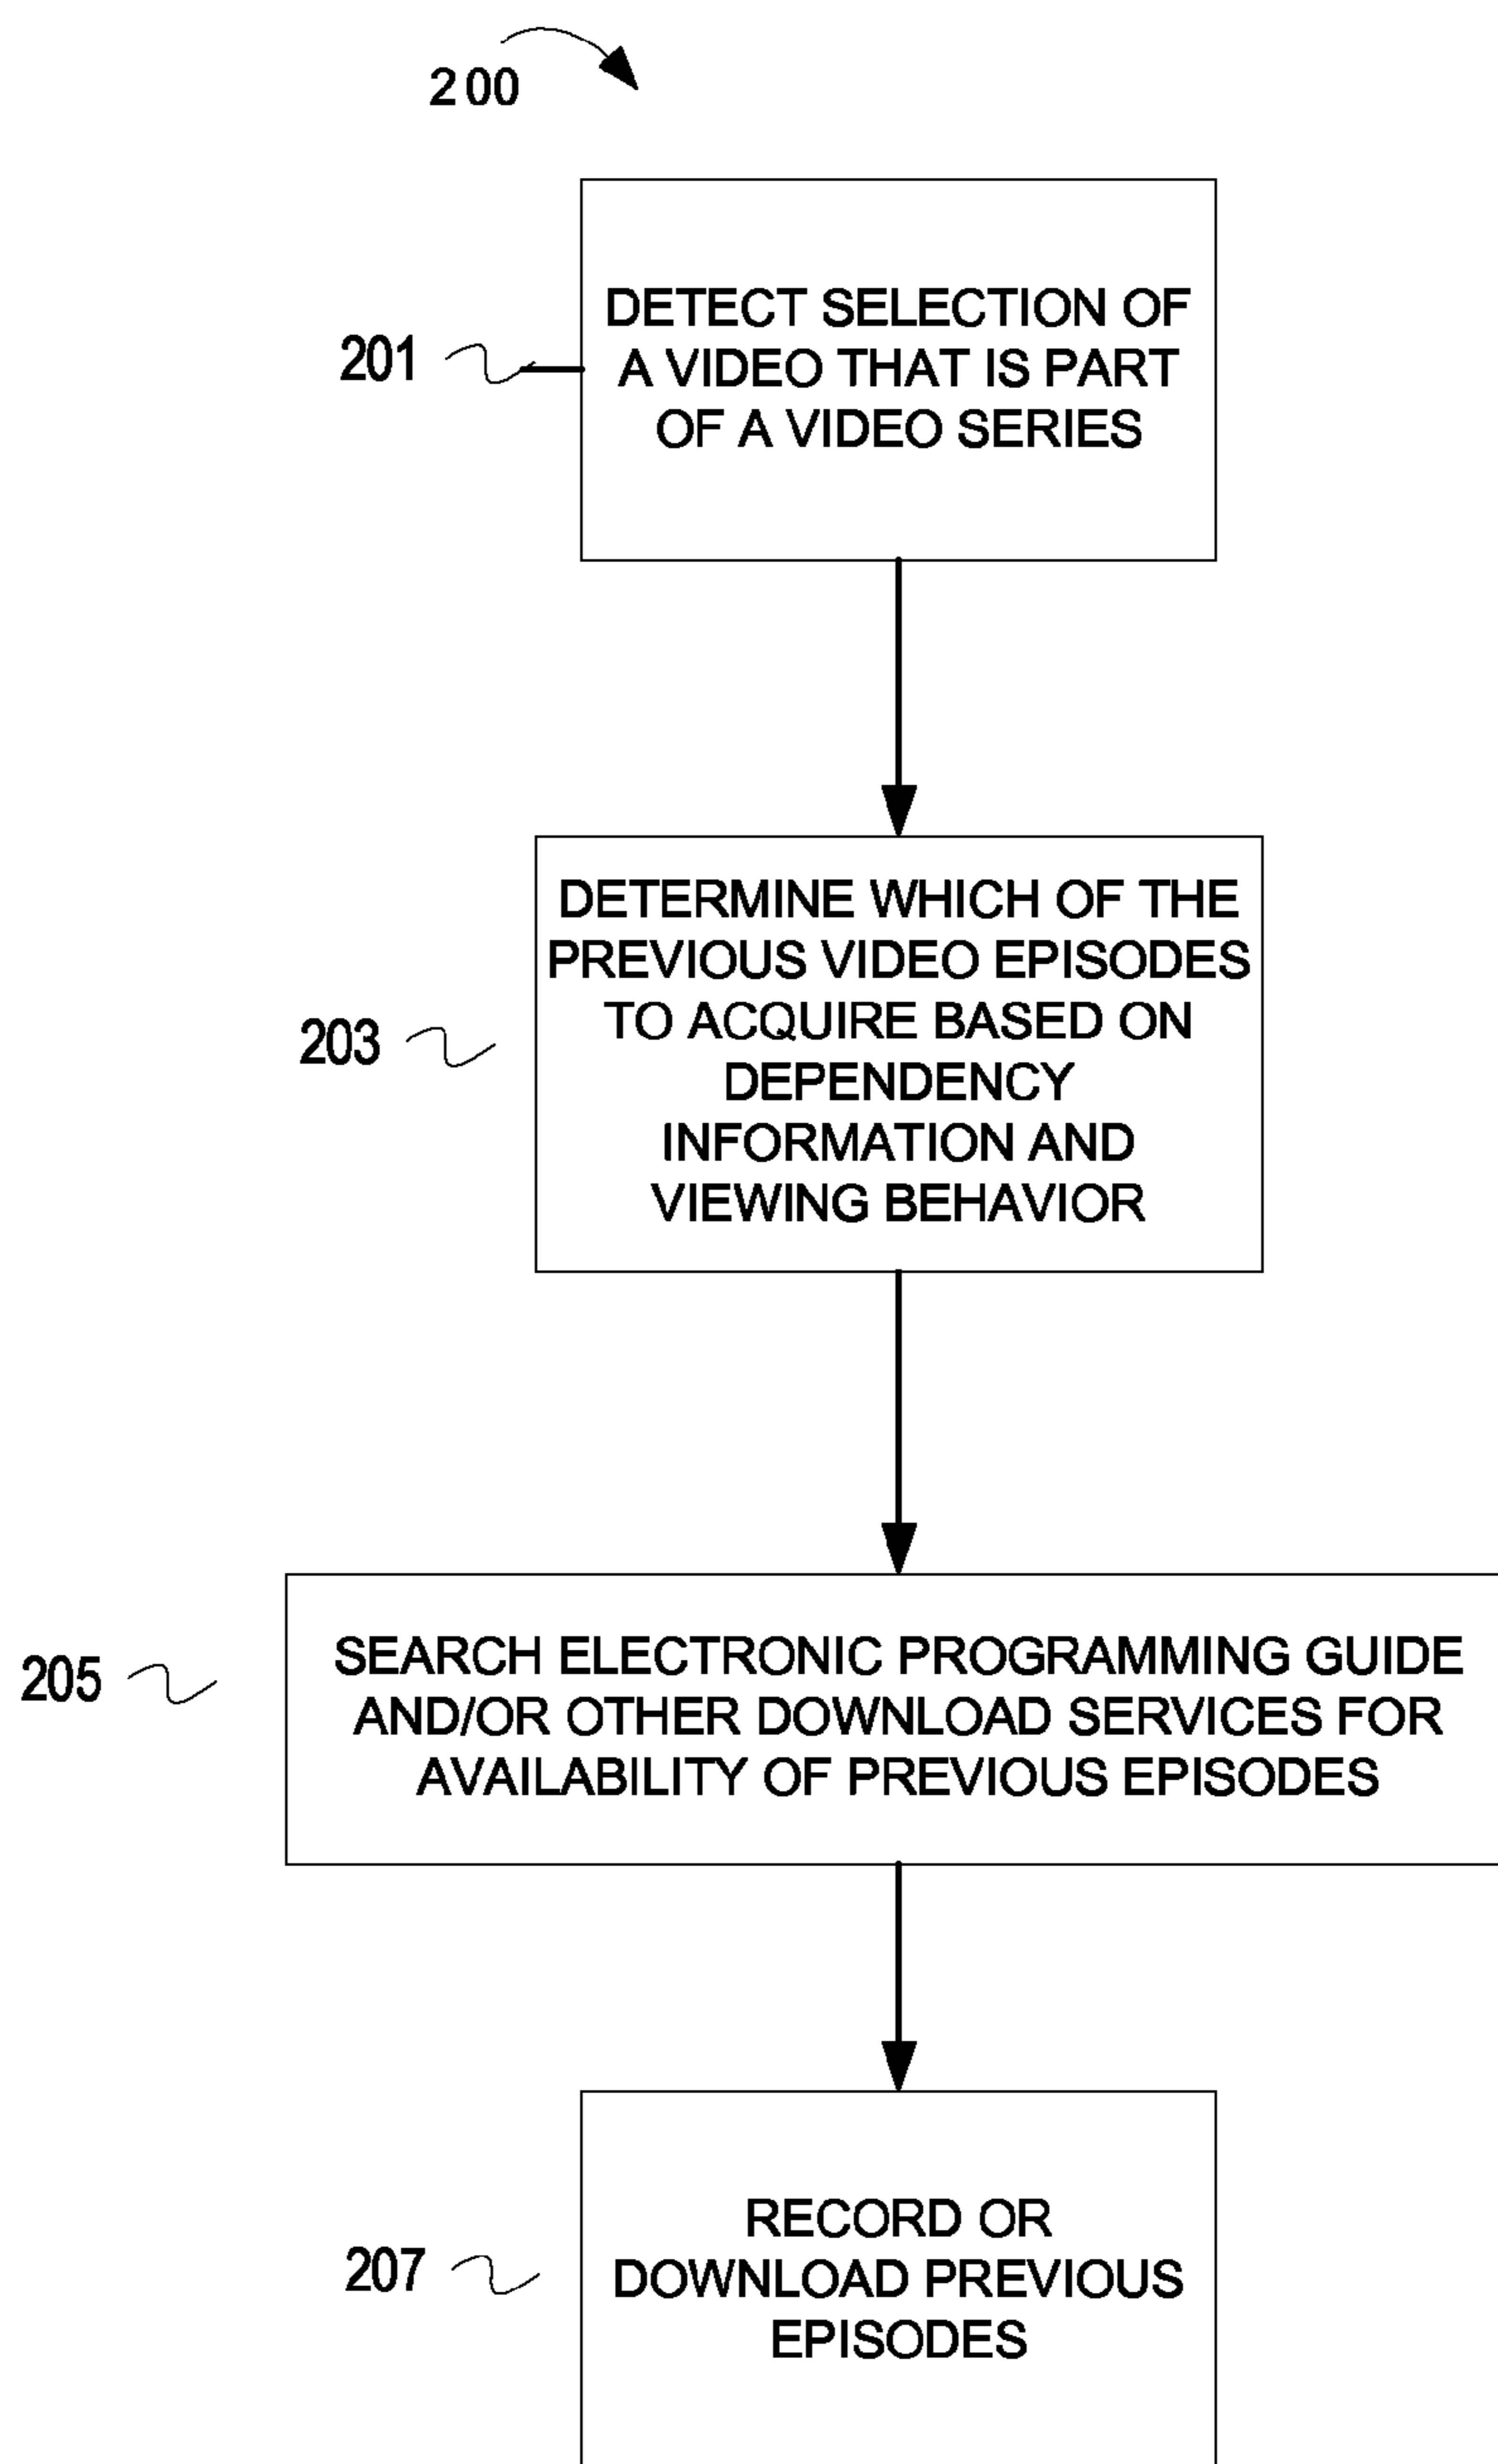 200
201
DETECT SELECTION OF
A VIDEO THAT IS PART
OF A VIDEO SERIES
203
DETERMINE WHICH OF THE
PREVIOUS VIDEO EPISODES
TO ACQUIRE BASED ON
DEPENDENCY
INFORMATION AND
VIEWING BEHAVIOR
205
SEARCH ELECTRONIC PROGRAMMING GUIDE
AND/OR OTHER DOWNLOAD SERVICES FOR
AVAILABILITY OF PREVIOUS EPISODES
207
RECORD OR
DOWNLOAD PREVIOUS
EPISODES